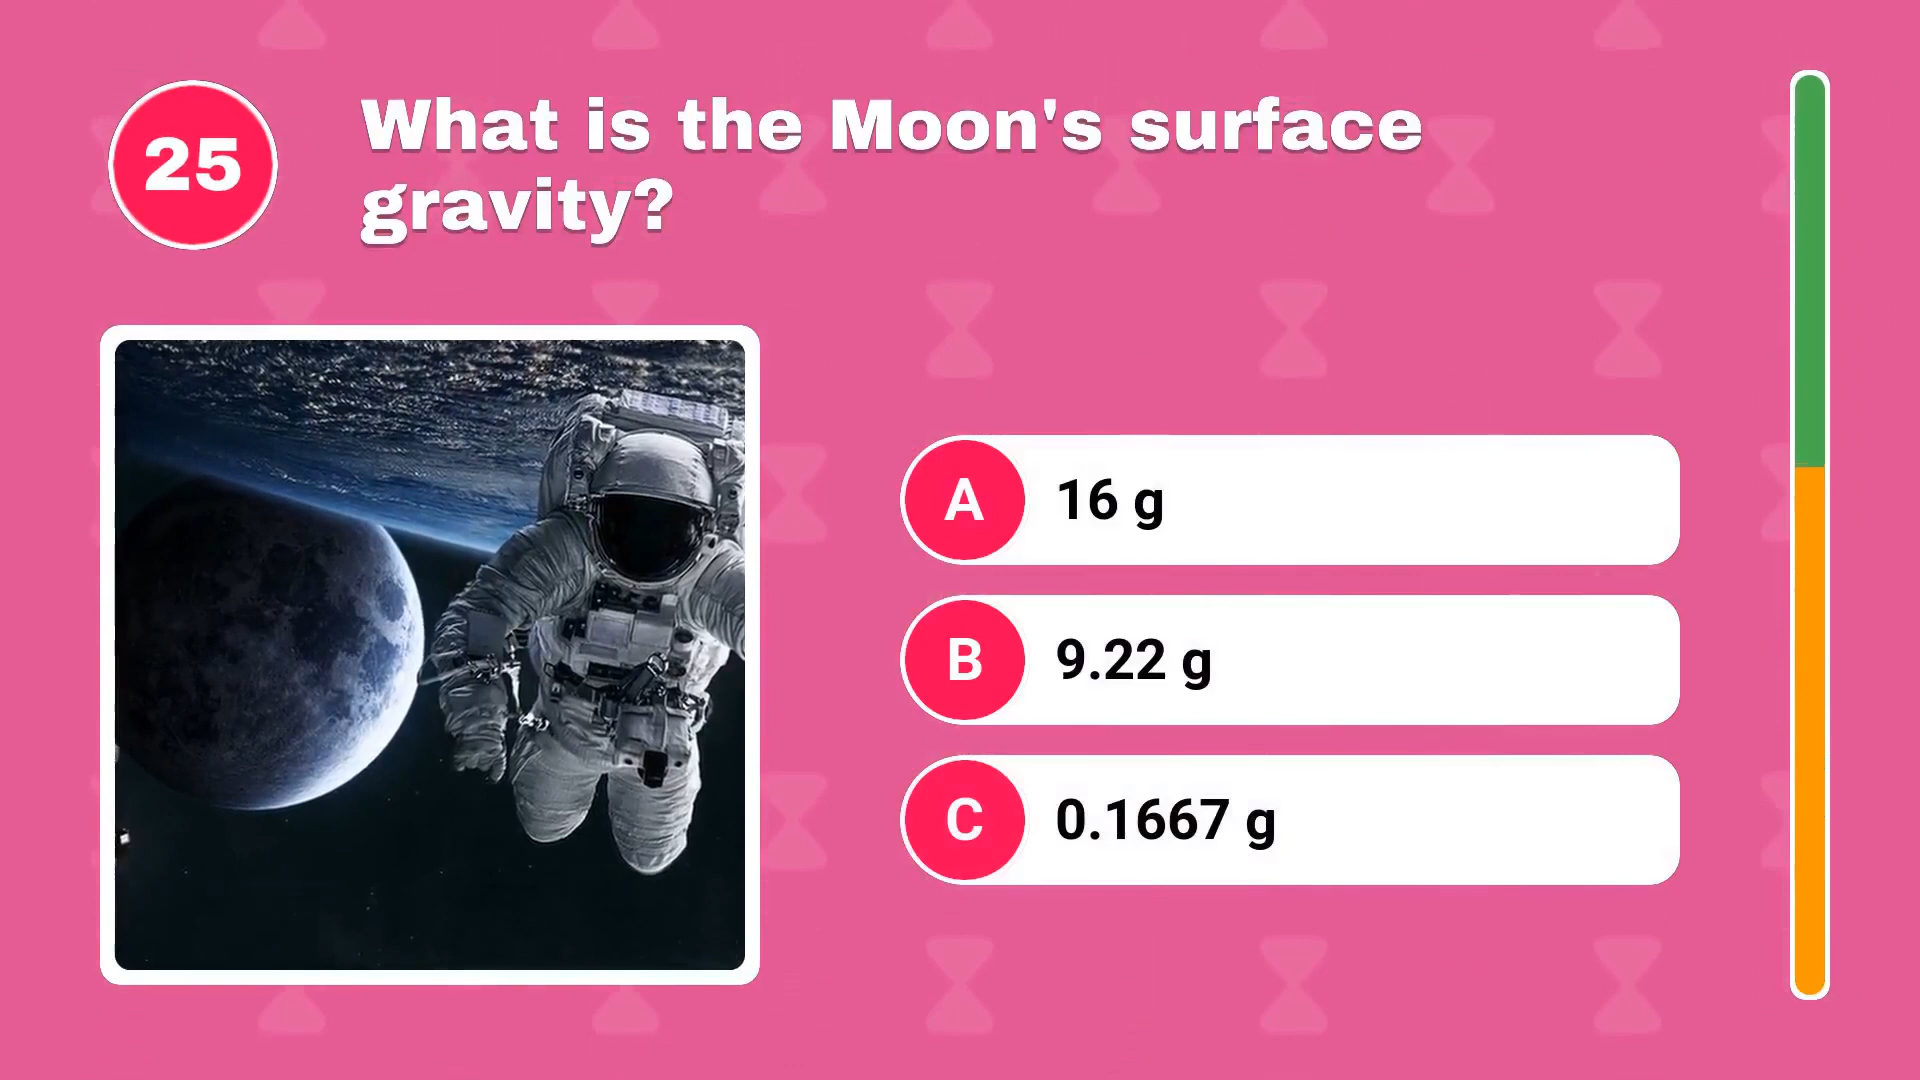 25
What is the Moon's surface
gravity?
A
16 g
B
9.22 g
C
0.1667 g